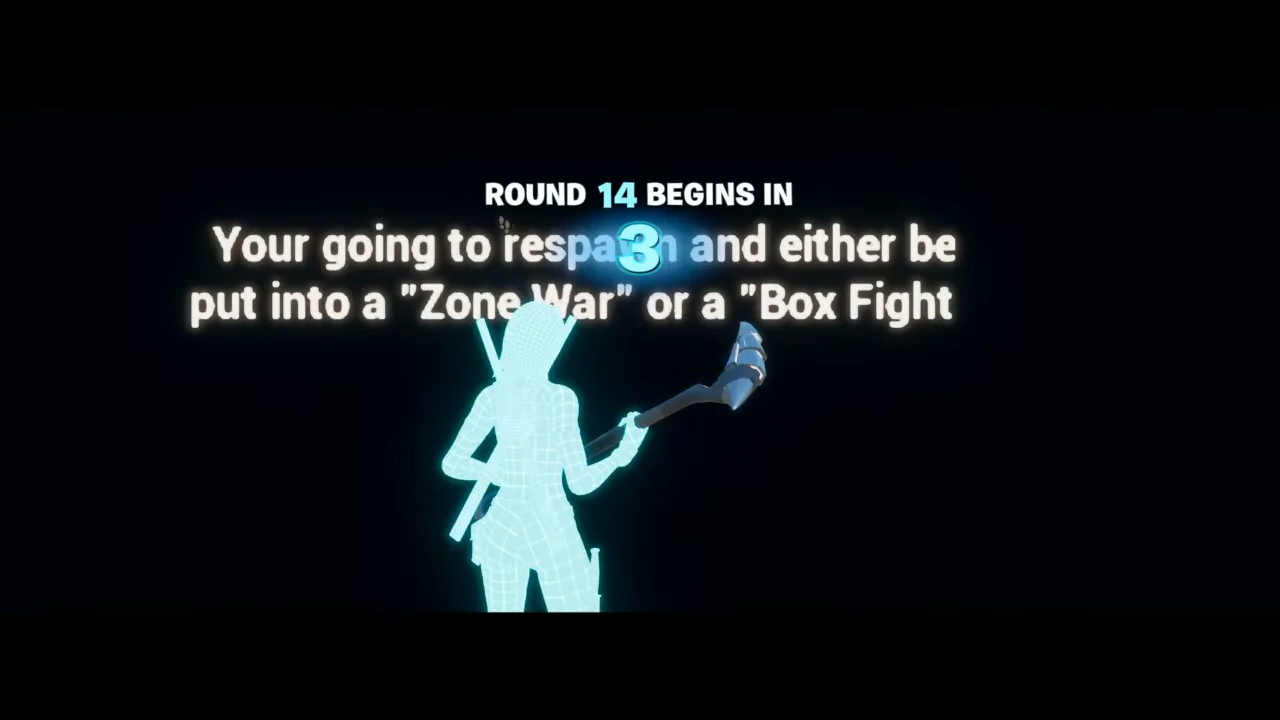 ROUND 14 BEGINS IN
3
Your going to respawn and either be
put into a "Zone War" or a "Box Fight